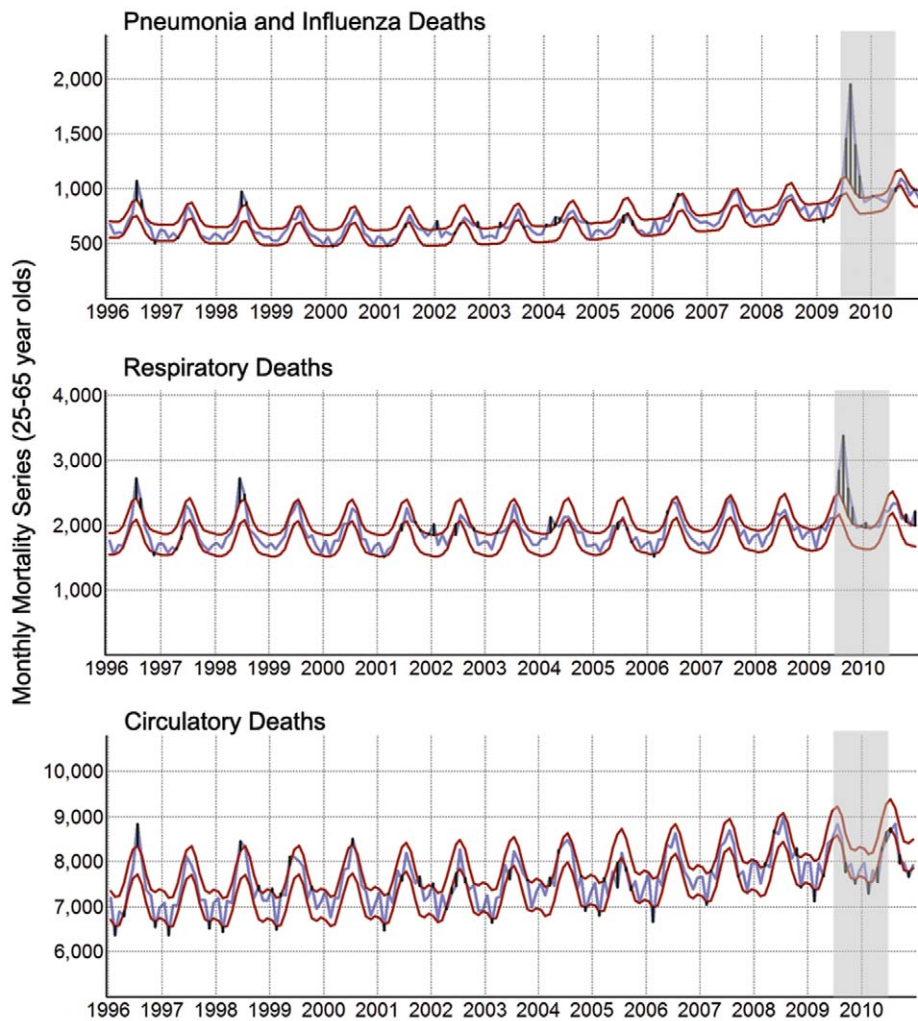 Pneumonia and Influenza Deaths
2,000
1,500
1,000
500
1996 1997 1998 1999 2000 2001 2002 2003 2004 2005 2006 2007 2008 2009 2010
Monthly Mortality Series (25-65 year olds)
Respiratory Deaths
4,000
3,000
2,000
1,000
1996 1997 1998 1999 2000 2001 2002 2003 2004 2005 2006 2007 2008 2009 2010
Circulatory Deaths
10,000
9,000
8,000
7,000
6,000
1996 1997 1998 1999 2000 2001 2002 2003 2004 2005 2006 2007 2008 2009 2010